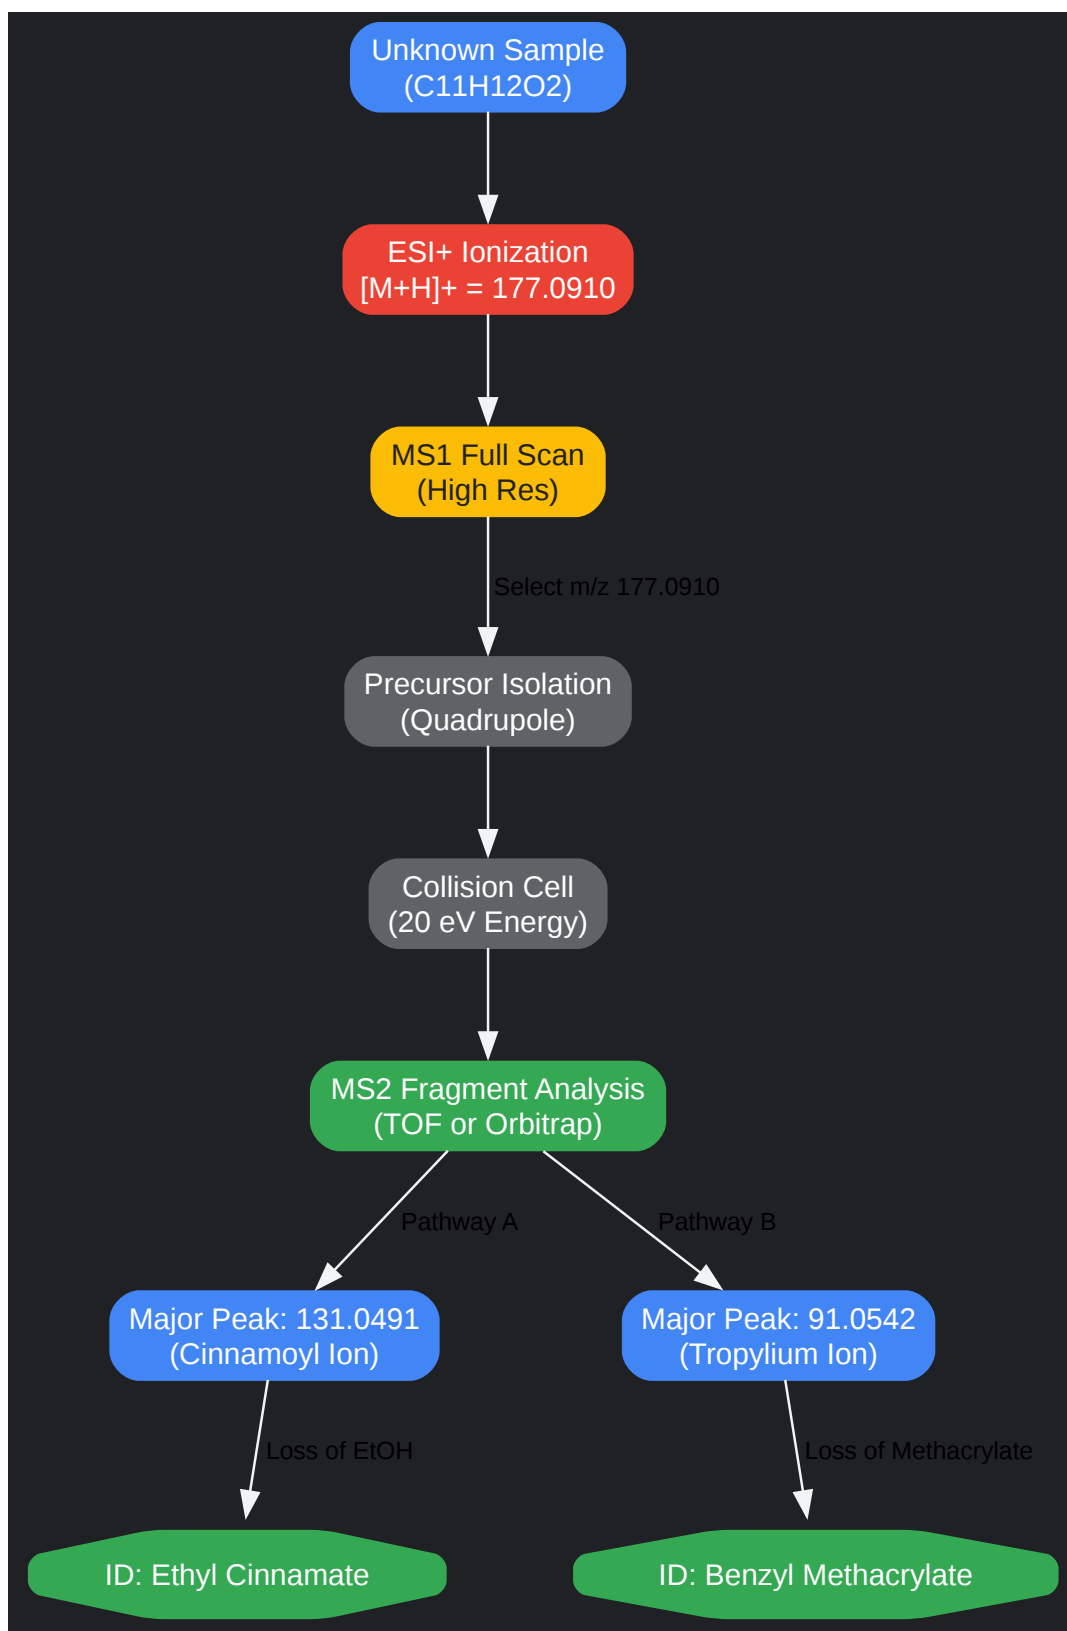 Unknown Sample
(C11H12O2)
ESI+ Ionization
[M+H]+ = 177.0910
MS1 Full Scan
(High Res)
Select m/z 177.0910
Precursor Isolation
(Quadrupole)
Collision Cell
(20 eV Energy)
MS2 Fragment Analysis
(TOF or Orbitrap)
Pathway A
Pathway B
Major Peak: 131.0491
(Cinnamoyl Ion)
Major Peak: 91.0542
(Tropylium Ion)
Loss of EtOH
Loss of Methacrylate
ID: Ethyl Cinnamate
ID: Benzyl Methacrylate